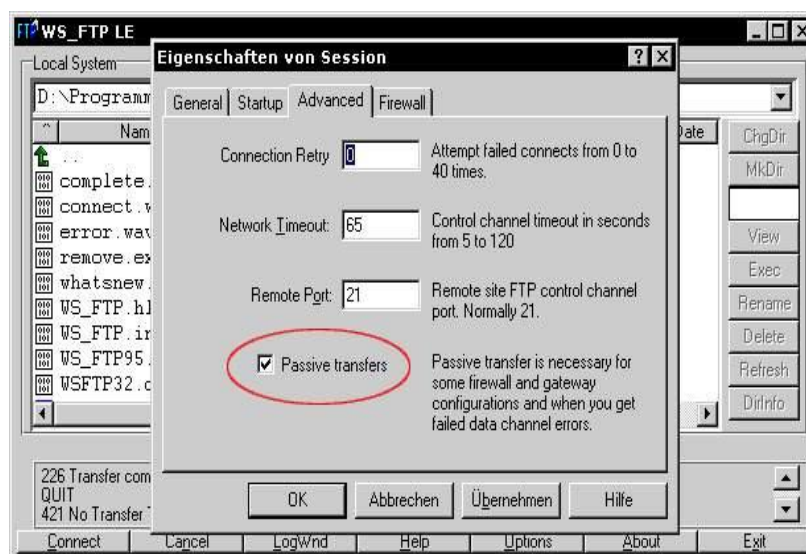 WS_FTP LE
Local System
D:\Programm
Nam
Date
..
complete.
connect.w
error.wav
remove.ex
whatsnew.
WS_FTP.hl
WS_FTP.in
WS_FTP95.
WSFTP32.d
ChgDir
MkDir
View
Exec
Rename
Delete
Refresh
DirInfo
Eigenschaften von Session
General Startup Advanced Firewall
Connection Retry 0
Attempt failed connects from 0 to
40 times.
Network Timeout: 65
Control channel timeout in seconds
from 5 to 120
Remote Port: 21
Remote site FTP control channel
port. Normally 21.
Passive transfers
Passive transfer is necessary for
some firewall and gateway
configurations and when you get
failed data channel errors.
OK Abbrechen Übernehmen Hilfe
226 Transfer com
QUIT
421 No Transfer
Connect Cancel LogWnd Help Options About Exit